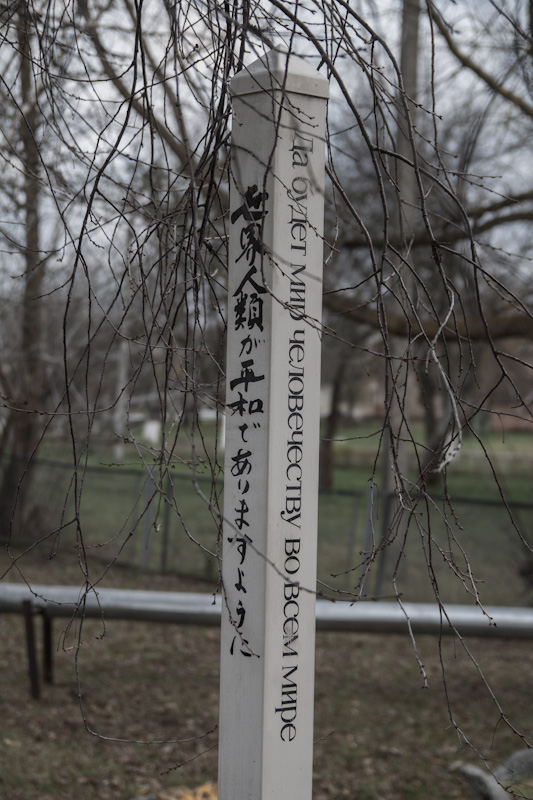 世界人類が平和でありますように
Да будет мир человечеству во всем мире